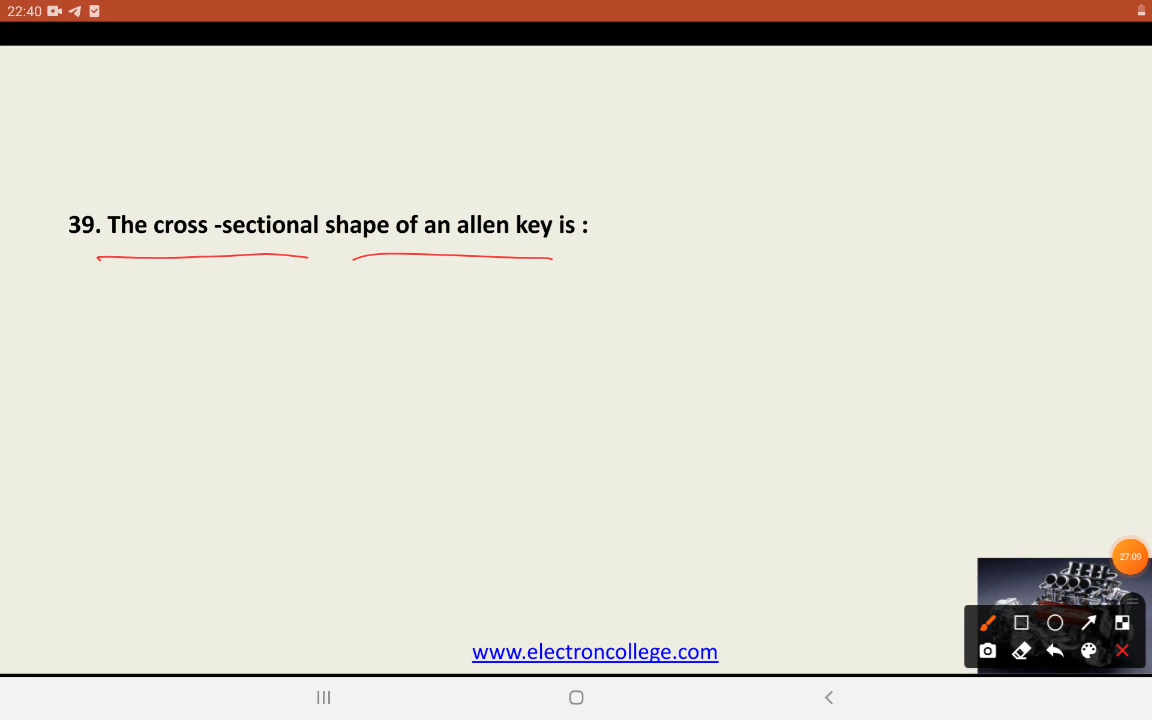 22:40
39. The cross -sectional shape of an allen key is :
27:09
www.electroncollege.com